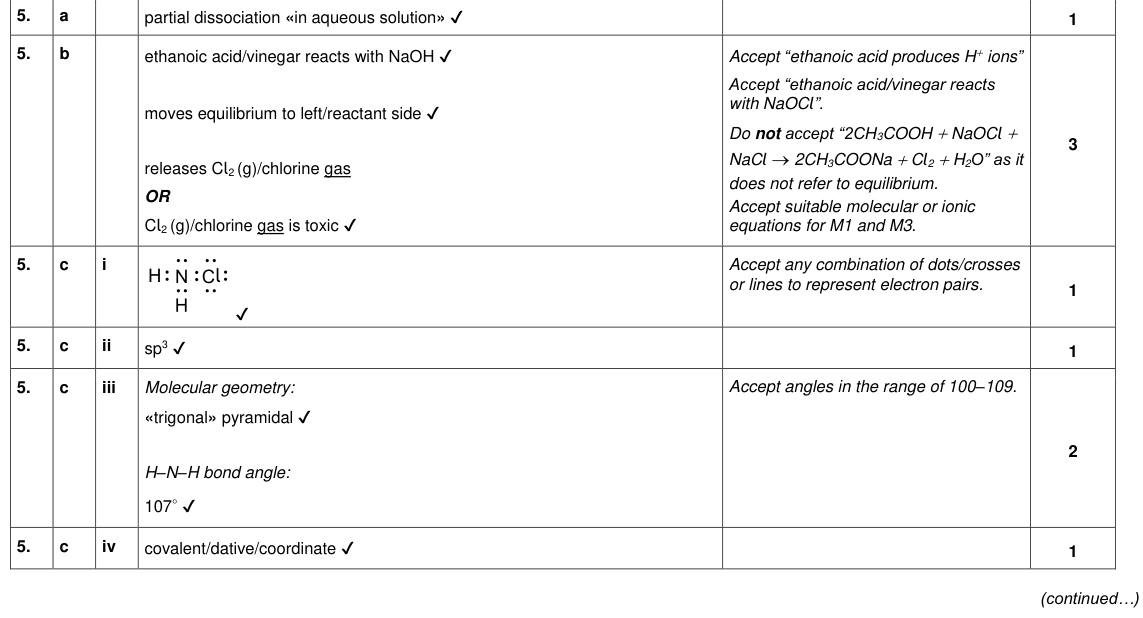 5. a partial dissociation «in aqueous solution» ✓ 1
5. b ethanoic acid/vinegar reacts with NaOH ✓
moves equilibrium to left/reactant side ✓
releases Cl₂ (g)/chlorine gas
OR
Cl₂ (g)/chlorine gas is toxic ✓
Accept “ethanoic acid produces H⁺ ions”
Accept “ethanoic acid/vinegar reacts
with NaOCl”.
Do not accept “2CH₃COOH + NaOCl +
NaCl → 2CH₃COONa + Cl₂ + H₂O” as it
does not refer to equilibrium.
Accept suitable molecular or ionic
equations for M1 and M3.
3
5. c i
H : N : Cl :
H
✓
Accept any combination of dots/crosses
or lines to represent electron pairs.
1
5. c ii sp³ ✓ 1
5. c iii Molecular geometry:
«trigonal» pyramidal ✓
H–N–H bond angle:
107° ✓
Accept angles in the range of 100–109.
2
5. c iv covalent/dative/coordinate ✓ 1
(continued…)